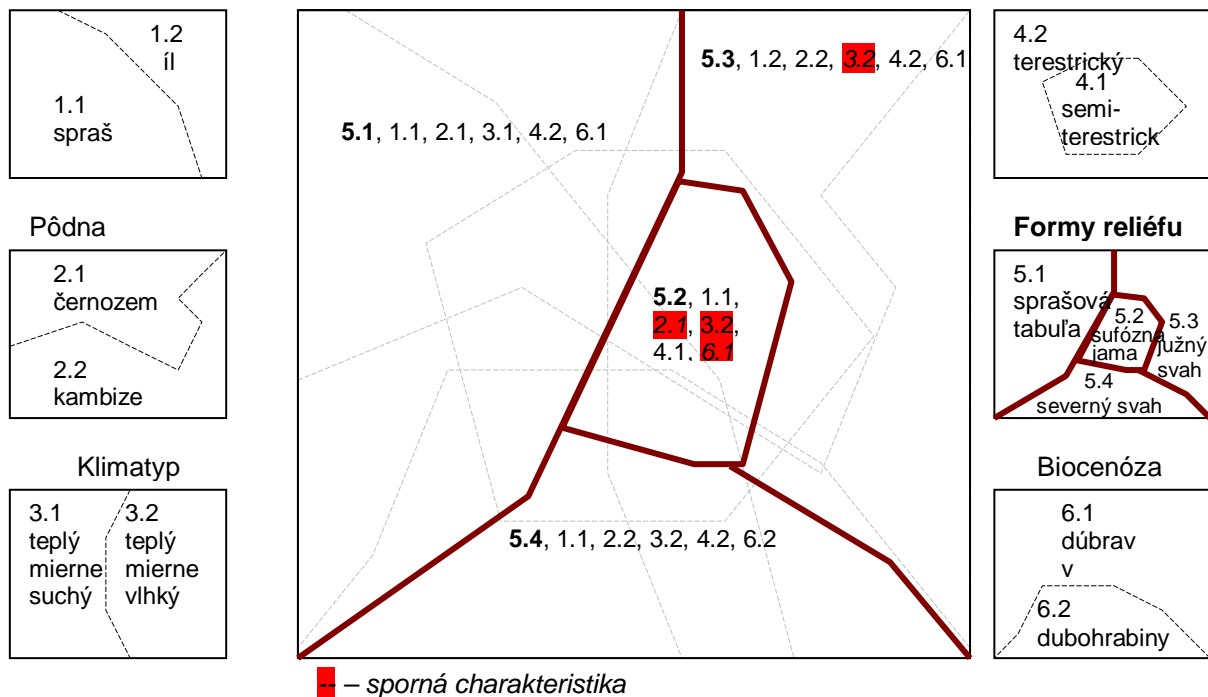 1.2
íl
1.1
spraš
Pôdna
2.1
černozem
2.2
kambize
Klimatyp
3.1
teplý
mierne
suchý
3.2
teplý
mierne
vlhký
5.3, 1.2, 2.2, 3.2, 4.2, 6.1
5.1, 1.1, 2.1, 3.1, 4.2, 6.1
5.2, 1.1,
2.1, 3.2,
4.1, 6.1
5.4, 1.1, 2.2, 3.2, 4.2, 6.2
-- – sporná charakteristika
4.2
terestrický
4.1
semi-
terestrick
Formy reliéfu
5.1
sprašová
tabuľa
5.2
sufózna
jama
5.3
južný
svah
5.4
severný svah
Biocenóza
6.1
dúbrav
v
6.2
dubohrabiny